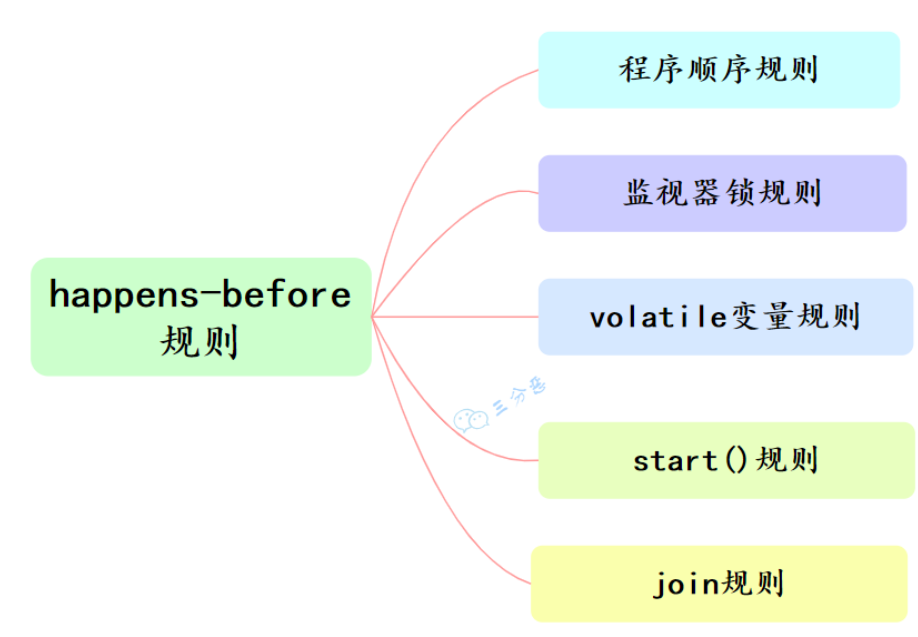 程序顺序规则
监视器锁规则
happens-before
规则
volatile变量规则
三分恶
start()规则
join规则